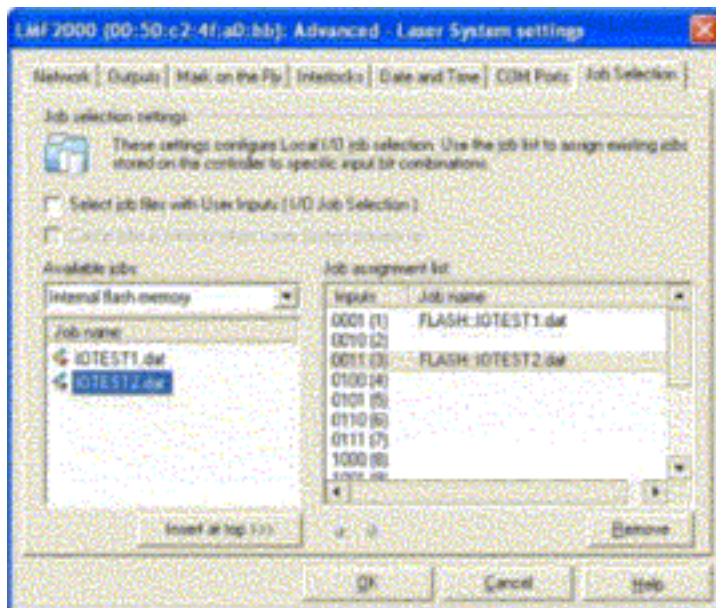 LMF2000 (00:50:c2:4f:a0:bb): Advanced - Laser System settings
Network Outputs Mark on the Fly Interlocks Date and Time COM Ports Job Selection
Job selection settings
These settings configure Local I/O job selection. Use the job list to assign existing jobs
stored on the controller to specific input bit combinations.
Select job files with User Inputs ( I/O Job Selection )
Available jobs:
Job assignment list:
Internal flash memory
Inputs Job name
Job name
0001 (1) FLASH::IOTEST1.dat
0010 (2)
IOTEST1.dat
0011 (3) FLASH::IOTEST2.dat
IOTEST2.dat
0100 (4)
0101 (5)
0110 (6)
0111 (7)
1000 (8)
1001 (9)
Insert at top >>>
Remove
OK Cancel Help